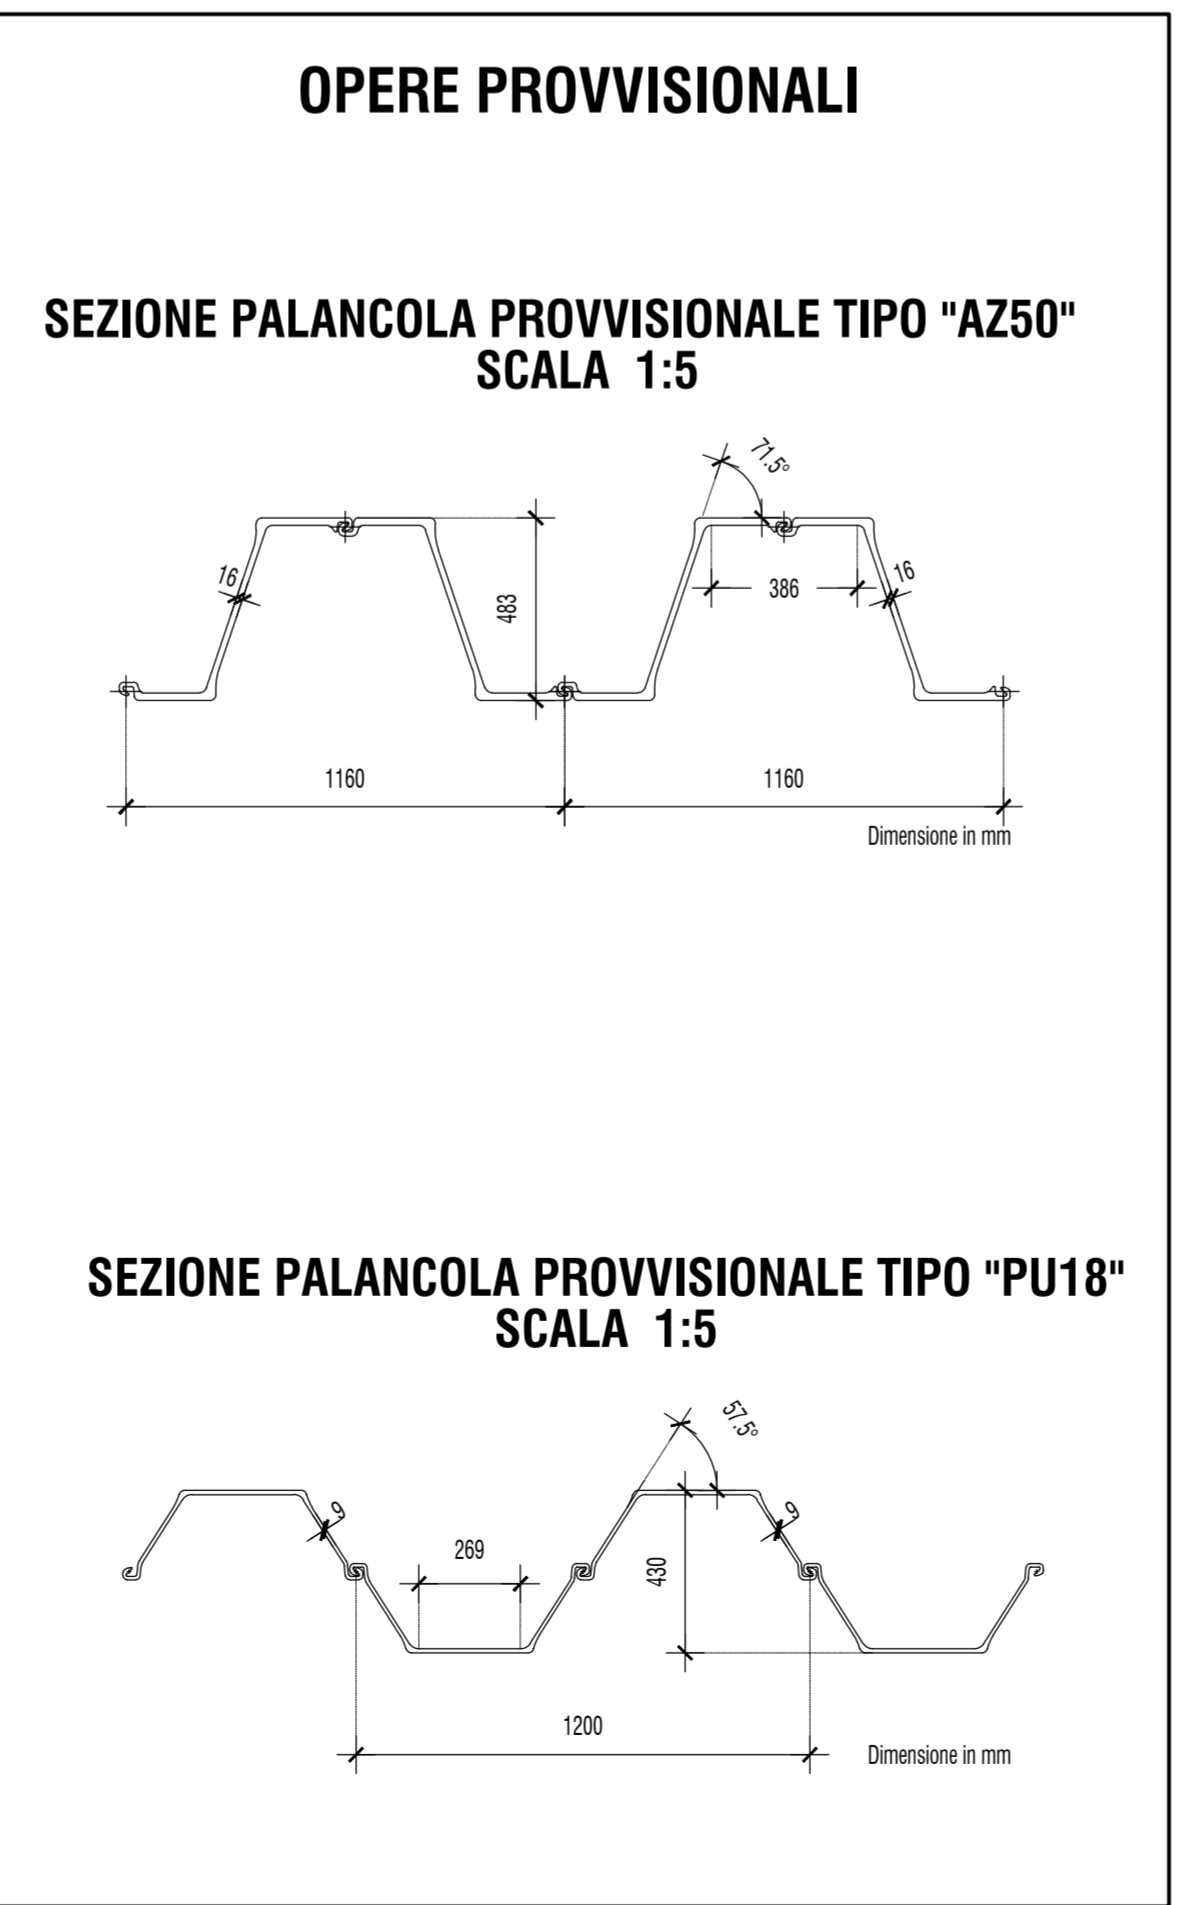 OPERE PROVVISIONALI
SEZIONE PALANCOLA PROVVISIONALE TIPO "AZ50"
SCALA 1:5
71.5°
16
483
386
16
1160
1160
Dimensione in mm
SEZIONE PALANCOLA PROVVISIONALE TIPO "PU18"
SCALA 1:5
57.5°
9
269
430
9
1200
Dimensione in mm